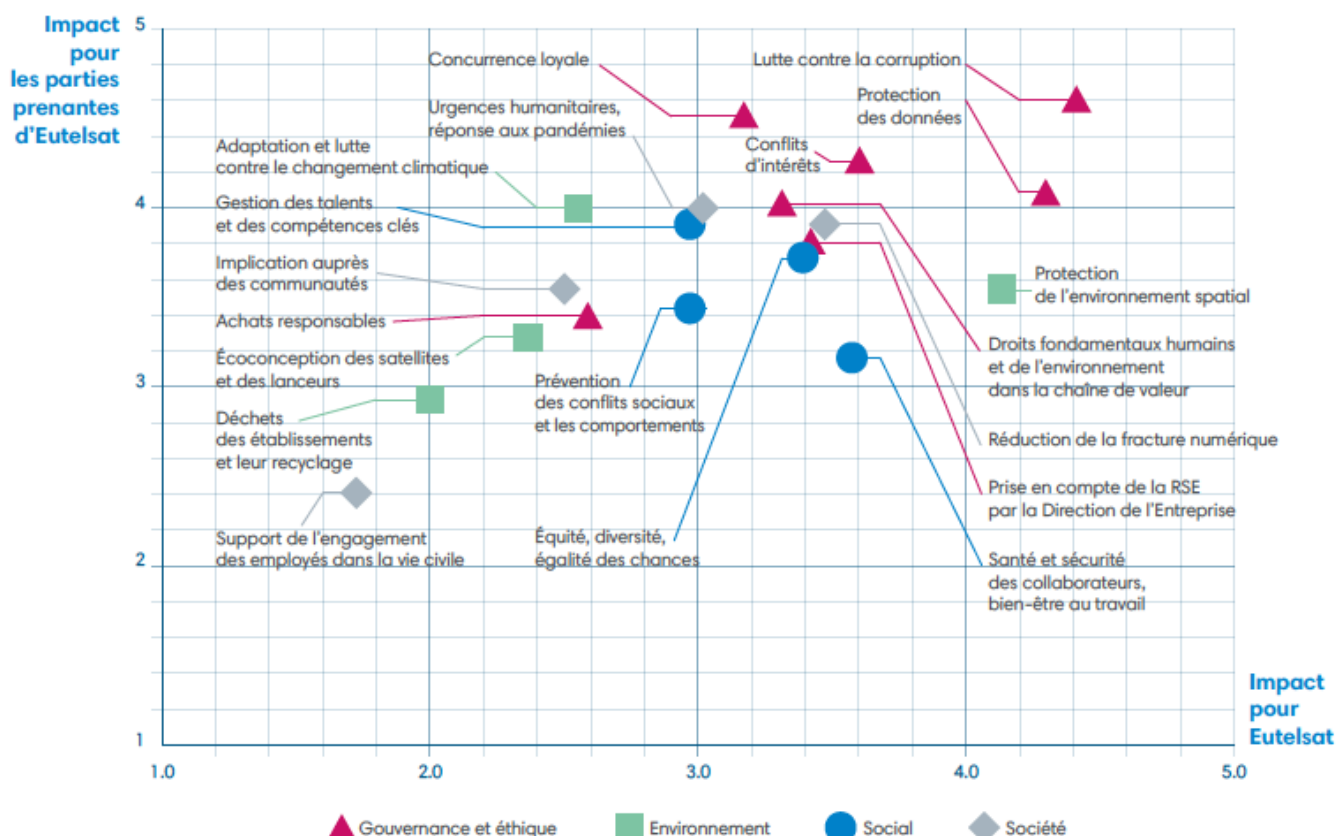 Impact
pour
les parties
prenantes
d'Eutelsat
5
4
3
2
1
Concurrence loyale
Lutte contre la corruption
Urgences humanitaires,
réponse aux pandémies
Protection
des données
Adaptation et lutte
contre le changement climatique
Conflits
d'intérêts
Gestion des talents
et des compétences clés
Implication auprès
des communautés
Protection
de l'environnement spatial
Achats responsables
Écoconception des satellites
et des lanceurs
Droits fondamentaux humains
et de l'environnement
dans la chaîne de valeur
Prévention
des conflits sociaux
et les comportements
Déchets
des établissements
et leur recyclage
Réduction de la fracture numérique
Prise en compte de la RSE
par la Direction de l'Entreprise
Support de l'engagement
des employés dans la vie civile
Équité, diversité,
égalité des chances
Santé et sécurité
des collaborateurs,
bien-être au travail
Impact
pour
Eutelsat
1.0 2.0 3.0 4.0 5.0
Gouvernance et éthique Environnement Social Société